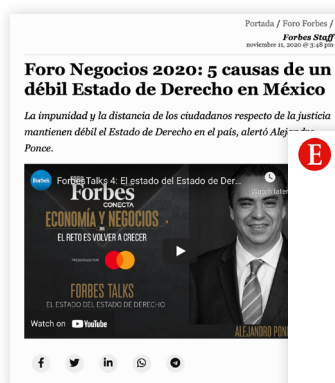 Portada / Foro Forbes /
Forbes Staff
noviembre 11, 2020 @ 3:48 pm
Foro Negocios 2020: 5 causas de un
débil Estado de Derecho en México
La impunidad y la distancia de los ciudadanos respecto de la justicia
mantienen débil el Estado de Derecho en el país, alertó
Ponce.
E
Forbes
ForbesTalks 4: El estado del Estado de Der...
Watch later
Forbes
CONECTA
ECONOMÍA Y NEGOCIOS
EL RETO ES VOLVER A CRECER
FORBES TALKS
EL ESTADO DEL ESTADO DE DERECHO
Watch on YouTube
ALEJANDRO